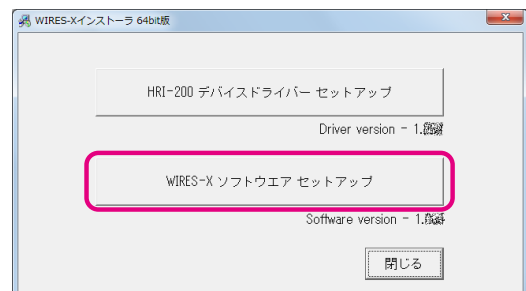 WIRES-Xインストーラ 64bit版
HRI-200 デバイスドライバー セットアップ
Driver version - 1.
WIRES-X ソフトウエア セットアップ
Software version - 1.
閉じる